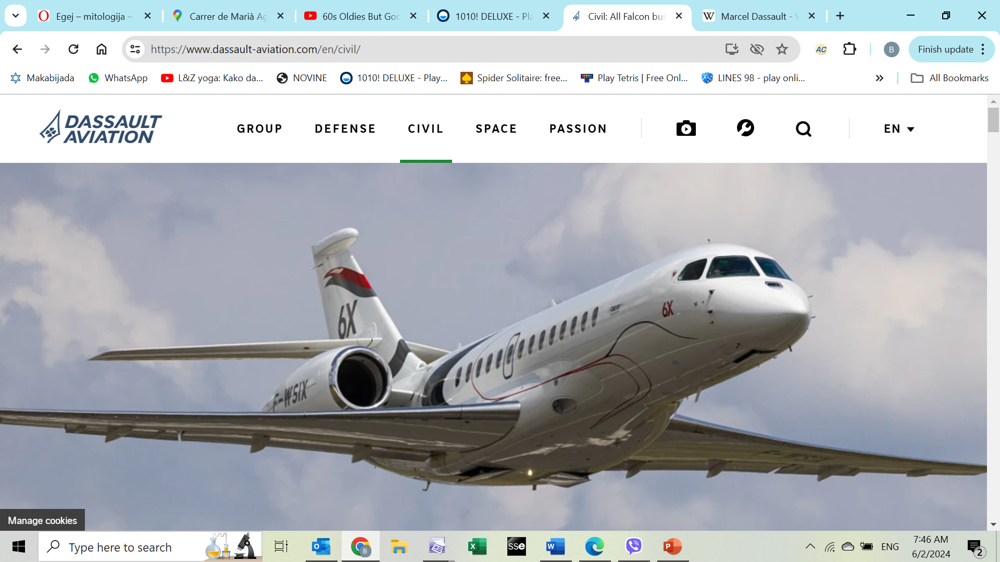 Egej – mitologija –
Carrer de Marià Ag
60s Oldies But Goo
1010! DELUXE - Pla
Civil: All Falcon bus
Marcel Dassault -
https://www.dassault-aviation.com/en/civil/
AC
B
Finish update
Makabijada
WhatsApp
L&Z yoga: Kako da...
NOVINE
1010! DELUXE - Play...
Spider Solitaire: free...
Play Tetris | Free Onl...
LINES 98 - play onli...
All Bookmarks
DASSAULT
AVIATION
GROUP
DEFENSE
CIVIL
SPACE
PASSION
EN
6X
Falcon
6X
F-WSIX
Manage cookies
Type here to search
SSe
ENG
7:46 AM
6/2/2024
2